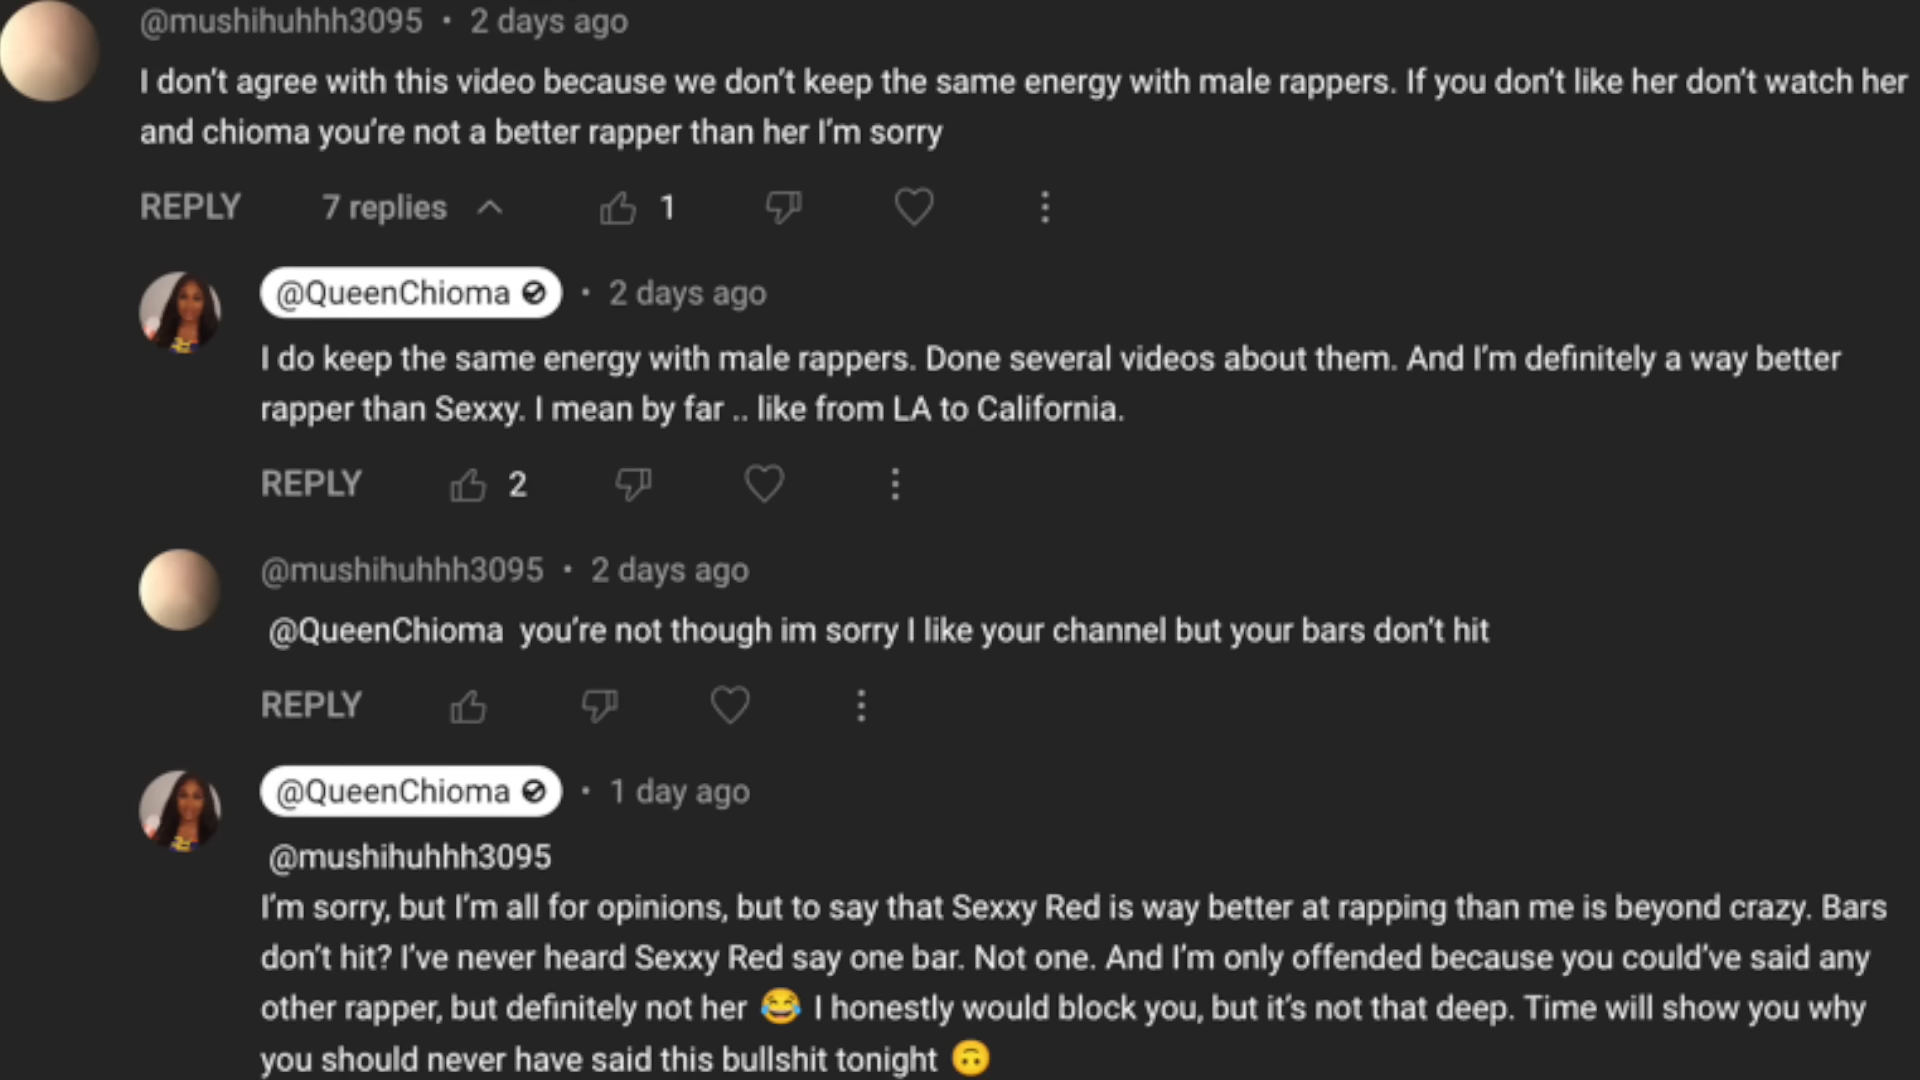 @mushihuhhh3095 • 2 days ago
I don't agree with this video because we don't keep the same energy with male rappers. If you don't like her don't watch her
and chioma you're not a better rapper than her I'm sorry
REPLY 7 replies 1
@QueenChioma • 2 days ago
I do keep the same energy with male rappers. Done several videos about them. And I'm definitely a way better
rapper than Sexxy. I mean by far .. like from LA to California.
REPLY 2
@mushihuhhh3095 • 2 days ago
@QueenChioma you're not though im sorry I like your channel but your bars don't hit
REPLY
@QueenChioma • 1 day ago
@mushihuhhh3095
I'm sorry, but I'm all for opinions, but to say that Sexxy Red is way better at rapping than me is beyond crazy. Bars
don't hit? I've never heard Sexxy Red say one bar. Not one. And I'm only offended because you could've said any
other rapper, but definitely not her 😂 I honestly would block you, but it's not that deep. Time will show you why
you should never have said this bullshit tonight 🙃